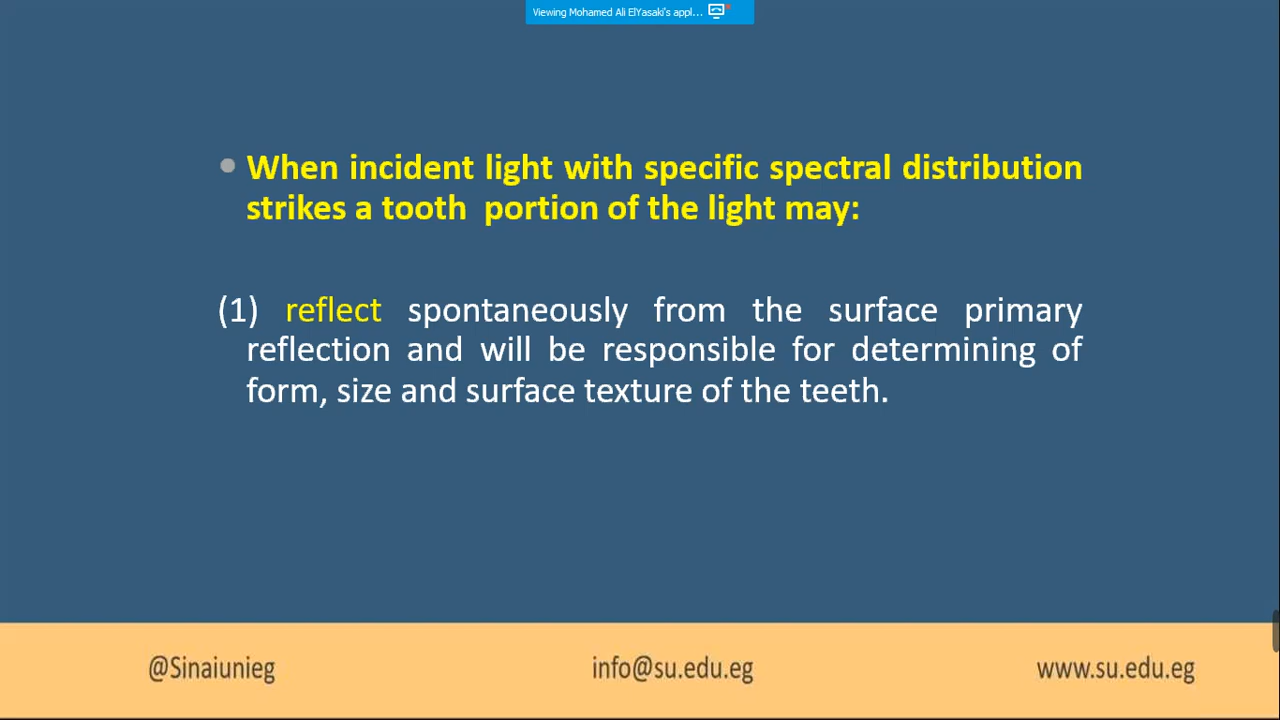 Viewing Mohamed Ali ElYasaki's appl...
When incident light with specific spectral distribution
strikes a tooth portion of the light may:
(1) reflect spontaneously from the surface primary
reflection and will be responsible for determining of
form, size and surface texture of the teeth.
@Sinaiunieg
info@su.edu.eg
www.su.edu.eg